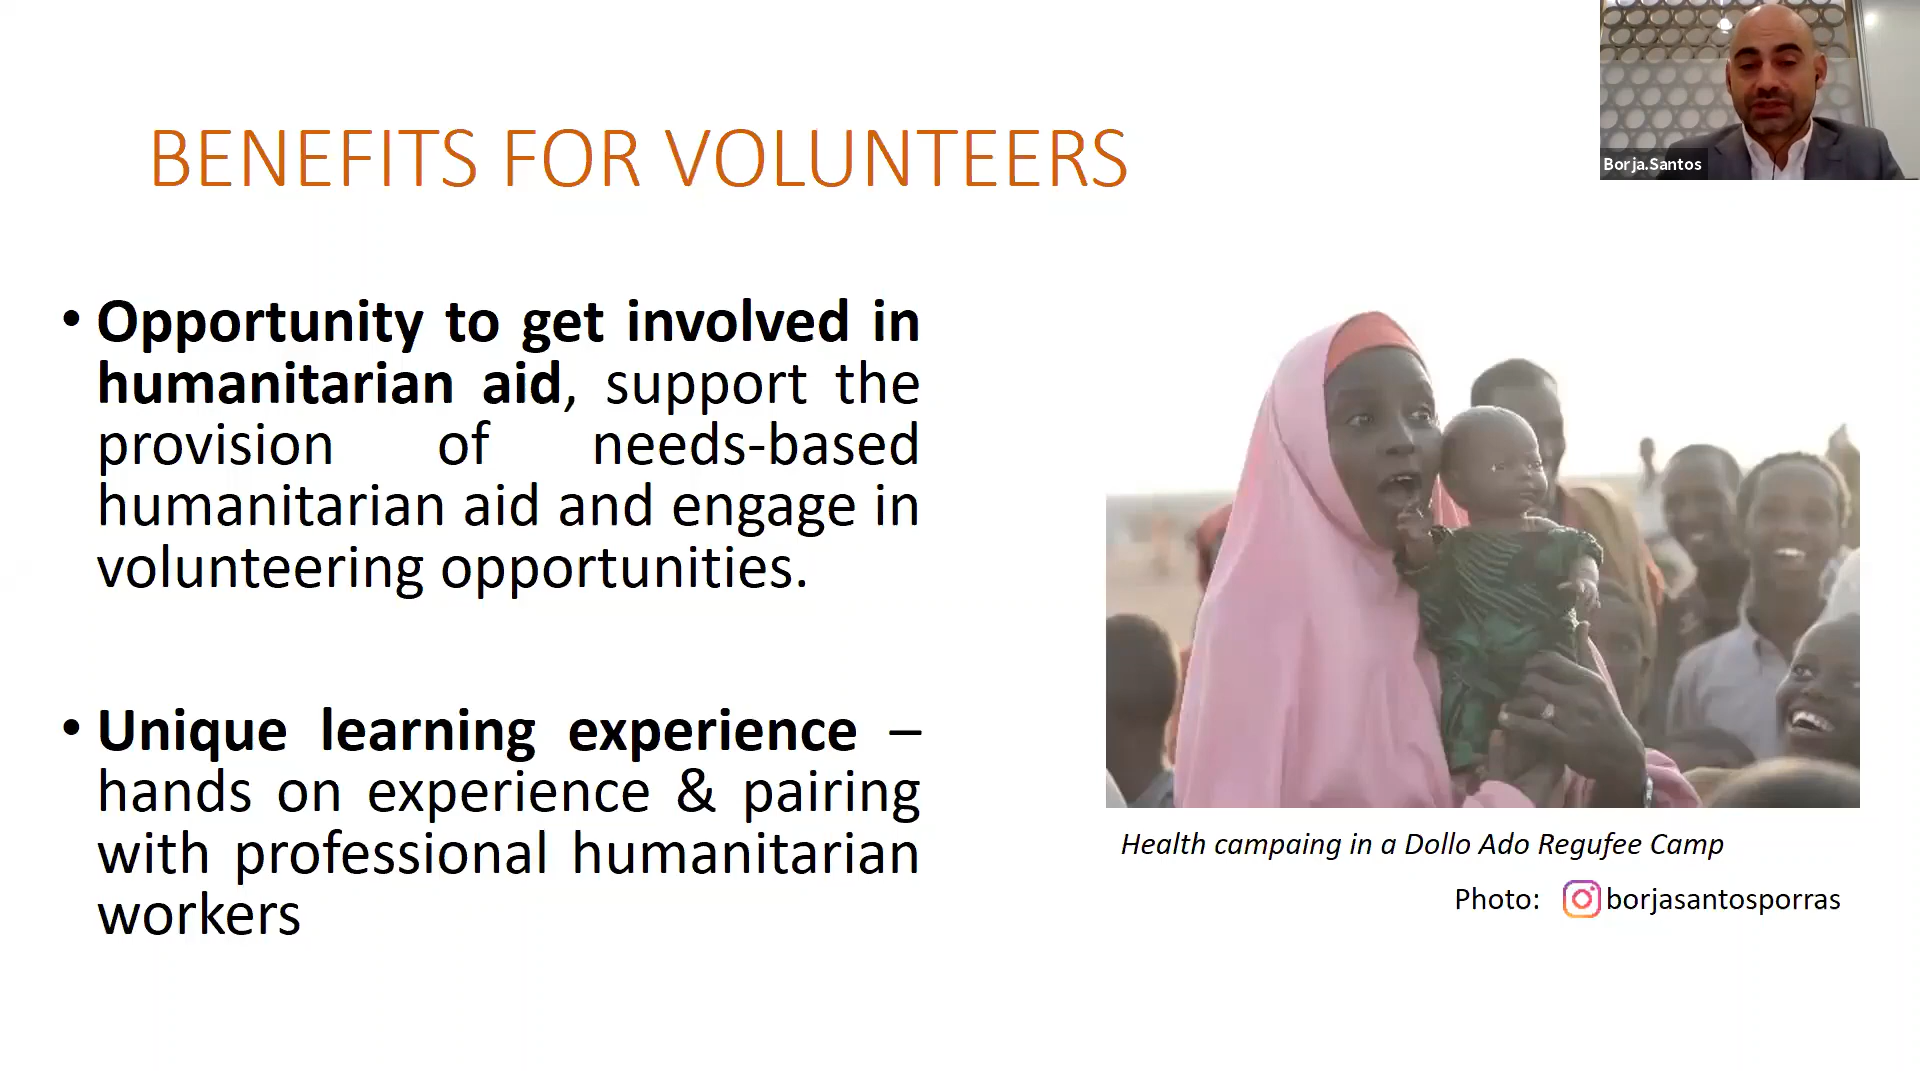 BENEFITS FOR VOLUNTEERS
Borja.Santos
• Opportunity to get involved in
humanitarian aid, support the
provision of needs-based
humanitarian aid and engage in
volunteering opportunities.
• Unique learning experience –
hands on experience & pairing
with professional humanitarian
workers
Health campaing in a Dollo Ado Regufee Camp
Photo: borjasantosporras